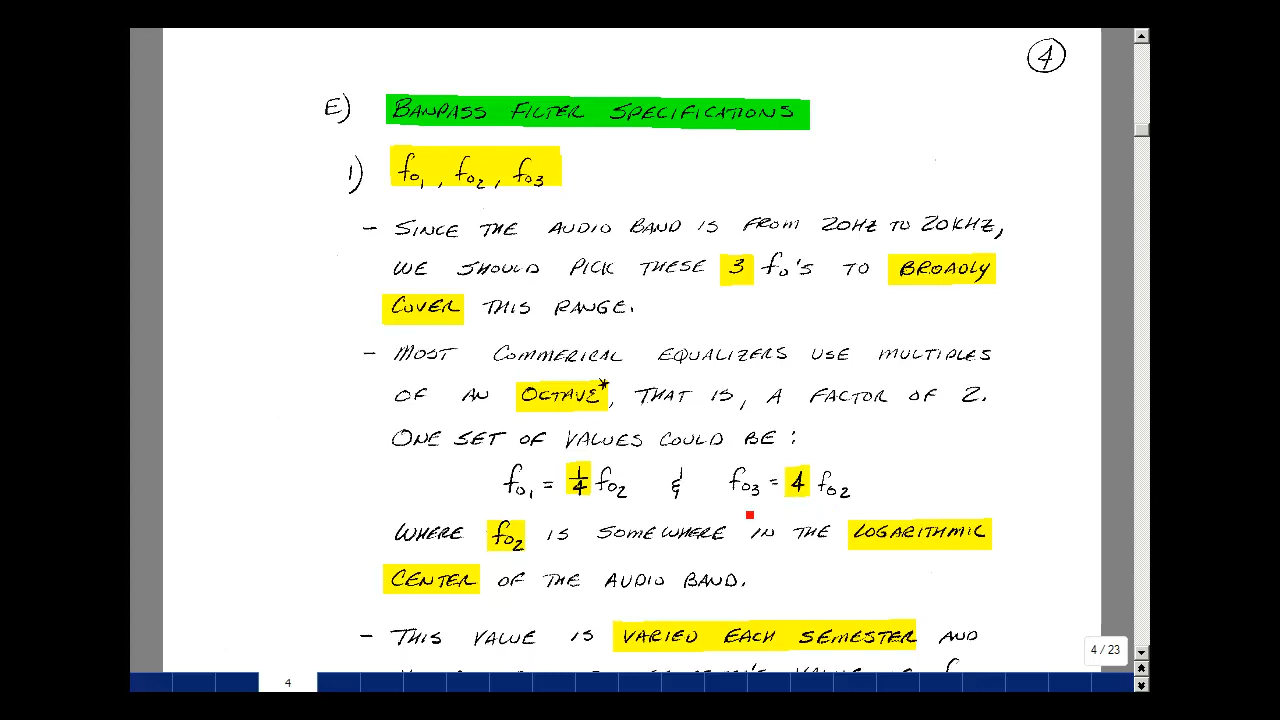 4
E) BANPASS FILTER SPECIFICATIONS
1) fo1, fo2, fo3
- SINCE THE AUDIO BAND IS FROM 20HZ TO 20KHZ,
WE SHOULD PICK THESE 3 fo'S TO BROADLY
COVER THIS RANGE.
- MOST COMMERICAL EQUALIZERS USE MULTIPLES
OF AN OCTAVE*, THAT IS, A FACTOR OF 2.
ONE SET OF VALUES COULD BE:
fo1 = 1/4 fo2 & fo3 = 4 fo2
WHERE fo2 IS SOMEWHERE IN THE LOGARITHMIC
CENTER OF THE AUDIO BAND.
- THIS VALUE IS VARIED EACH SEMESTER AND
4 / 23
4